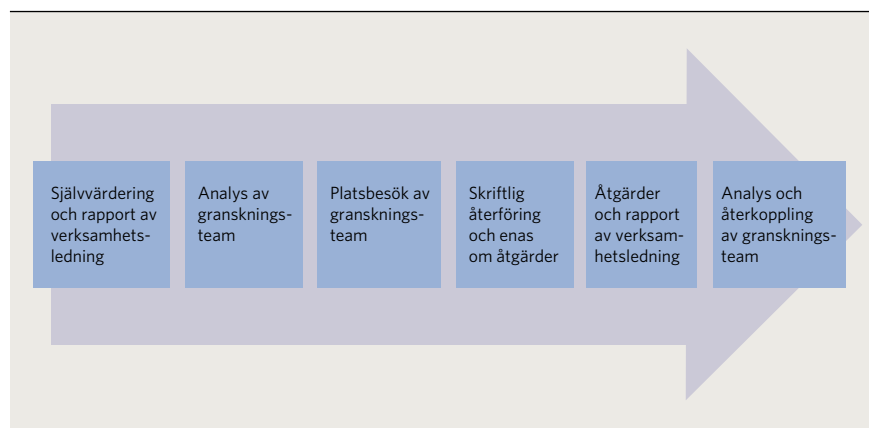 Självvärdering
och rapport av
verksamhets-
ledning
Analys av
gransknings-
team
Platsbesök av
gransknings-
team
Skriftlig
återföring
och enas
om åtgärder
Åtgärder
och rapport
av verksam-
hetsledning
Analys och
återkoppling
av gransknings-
team